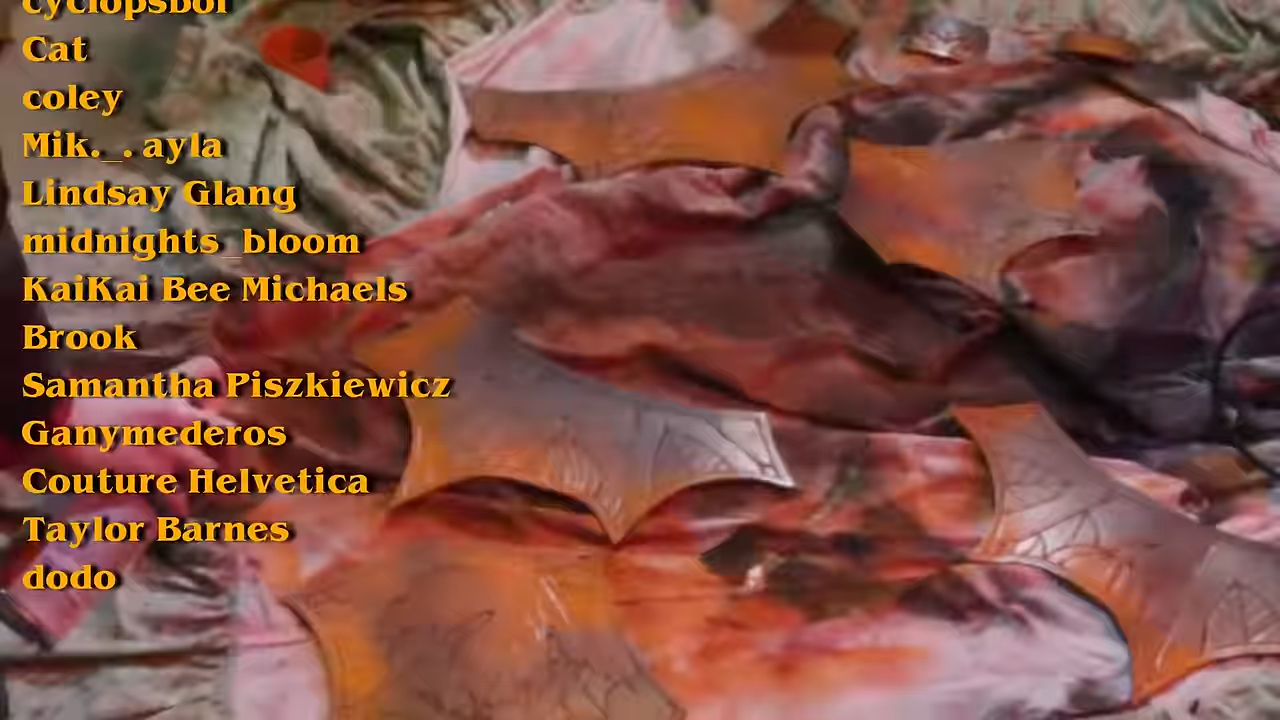 cyclopsboi
Cat
coley
Mik._. ayla
Lindsay Glang
midnights_bloom
KaiKai Bee Michaels
Brook
Samantha Piszkiewicz
Ganymederos
Couture Helvetica
Taylor Barnes
dodo